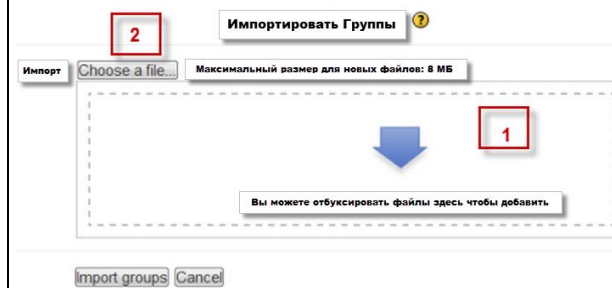 Импортировать Группы ?
2
Импорт Choose a file... Максимальный размер для новых файлов: 8 МБ
1
Вы можете отбуксировать файлы здесь чтобы добавить
Import groups Cancel